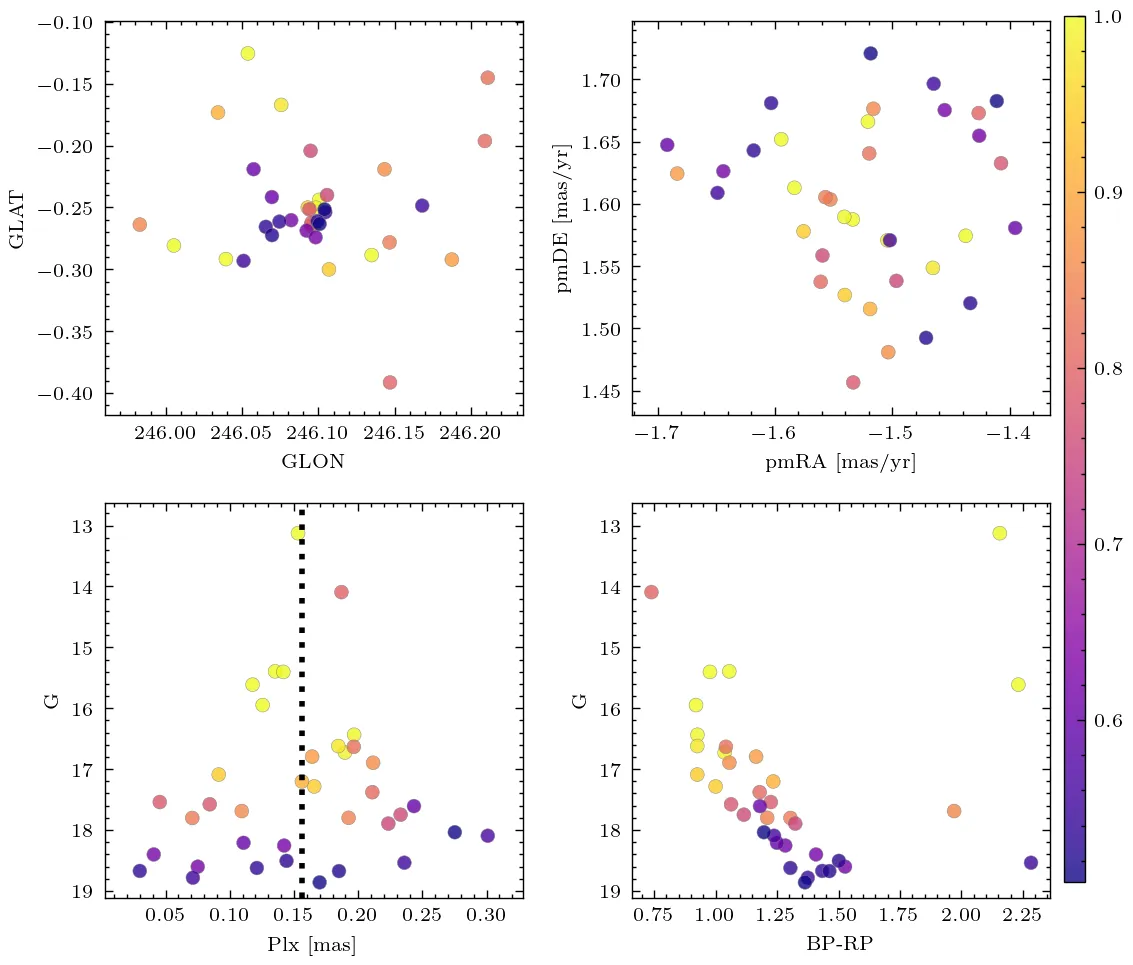 −0.10
−0.15
−0.20
−0.25
−0.30
−0.35
−0.40
GLAT
246.00 246.05 246.10 246.15 246.20
GLON
1.70
1.65
1.60
1.55
1.50
1.45
pmDE [mas/yr]
−1.7 −1.6 −1.5 −1.4
pmRA [mas/yr]
1.0
0.9
0.8
0.7
0.6
13
14
15
16
17
18
19
G
0.05 0.10 0.15 0.20 0.25 0.30
Plx [mas]
13
14
15
16
17
18
19
G
0.75 1.00 1.25 1.50 1.75 2.00 2.25
BP-RP